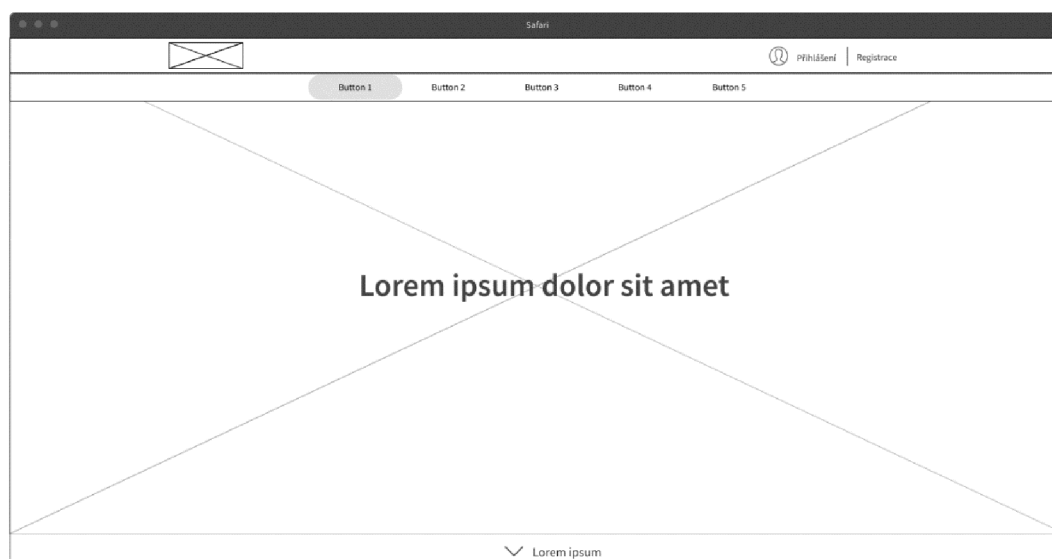 Safari
Přihlášení Registrace
Button 1 Button 2 Button 3 Button 4 Button 5
Lorem ipsum dolor sit amet
Lorem ipsum